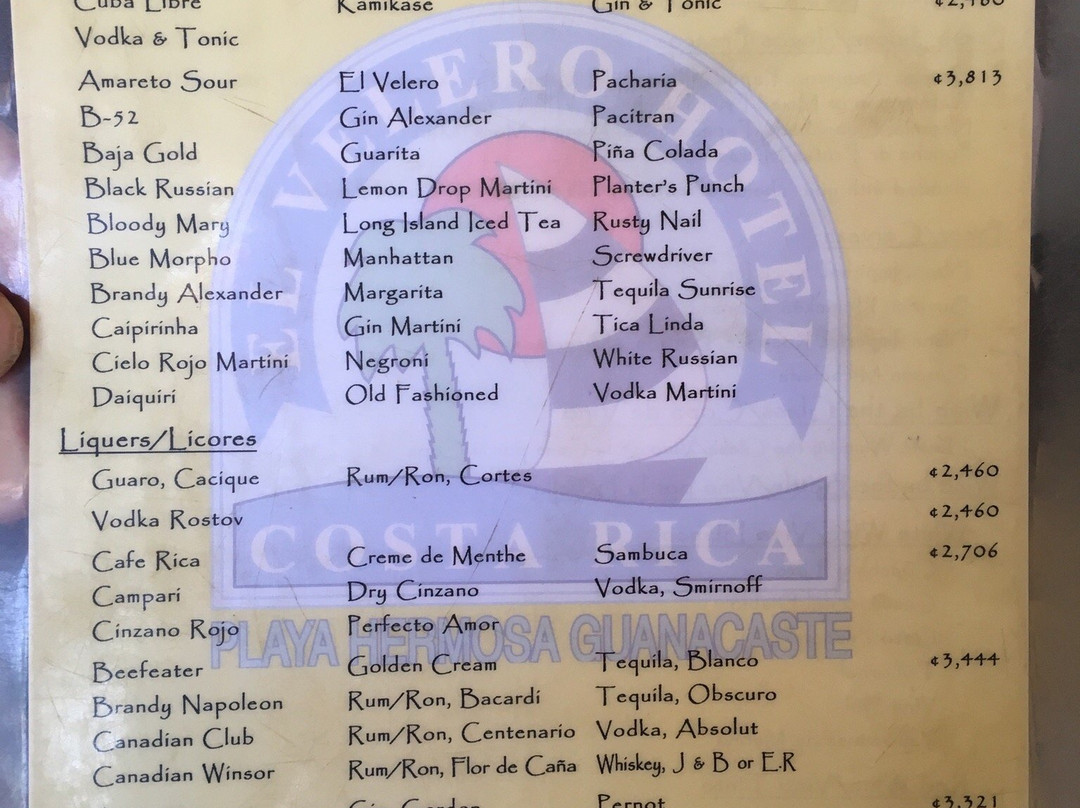 Cuba Libre Kamikase Gin & Tonic ¢2,460
Vodka & Tonic
Amareto Sour El Velero Pacharia ¢3,813
B-52 Gin Alexander Pacitran
Baja Gold Guarita Piña Colada
Black Russian Lemon Drop Martini Planter's Punch
Bloody Mary Long Island Iced Tea Rusty Nail
Blue Morpho Manhattan Screwdriver
Brandy Alexander Margarita Tequila Sunrise
Caipirinha Gin Martini Tica Linda
Cielo Rojo Martini Negroni White Russian
Daiquiri Old Fashioned Vodka Martini
Liquers/Licores
Guaro, Cacique Rum/Ron, Cortes ¢2,460
Vodka Rostov ¢2,460
Cafe Rica Creme de Menthe Sambuca ¢2,706
Campari Dry Cinzano Vodka, Smirnoff
Cinzano Rojo Perfecto Amor
Beefeater Golden Cream Tequila, Blanco ¢3,444
Brandy Napoleon Rum/Ron, Bacardi Tequila, Obscuro
Canadian Club Rum/Ron, Centenario Vodka, Absolut
Canadian Winsor Rum/Ron, Flor de Caña Whiskey, J & B or E.R
Gin Gordon Pernot ¢3,321
EL VELERO HOTEL
COSTA RICA
PLAYA HERMOSA GUANACASTE